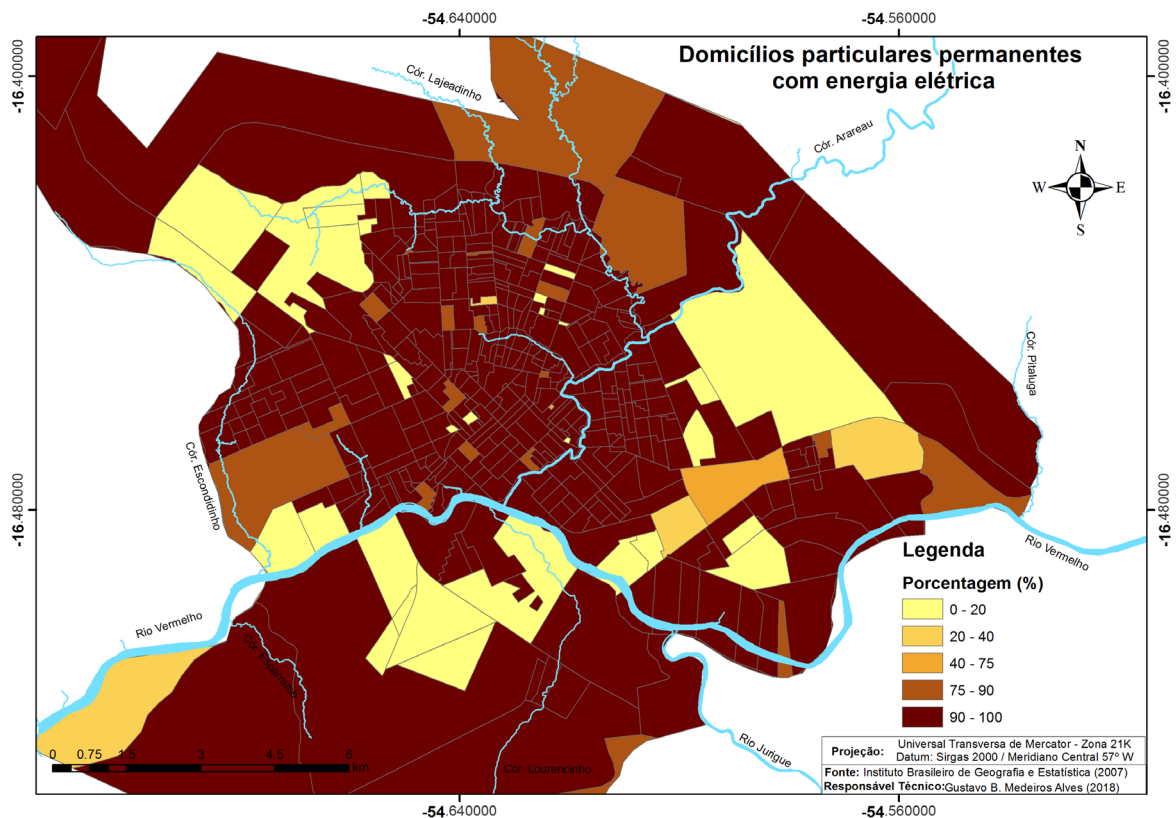 -54.640000
-54.560000
Domicílios particulares permanentes
com energia elétrica
-16.400000
-16.400000
Cór. Lajeadinho
Cór. Arareau
N
W
E
S
Cór. Pitaluga
Cór. Escondidinho
-16.480000
-16.480000
Rio Vermelho
Rio Vermelho
Cór. Esparramo
Cór. Lourencinho
Rio Jurigue
Legenda
Porcentagem (%)
0 - 20
20 - 40
40 - 75
75 - 90
90 - 100
0 0.75 1.5 3 4.5 6
km
Projeção: Universal Transversa de Mercator - Zona 21K
Datum: Sirgas 2000 / Meridiano Central 57º W
Fonte: Instituto Brasileiro de Geografia e Estatística (2007)
Responsável Técnico:Gustavo B. Medeiros Alves (2018)
-54.640000
-54.560000